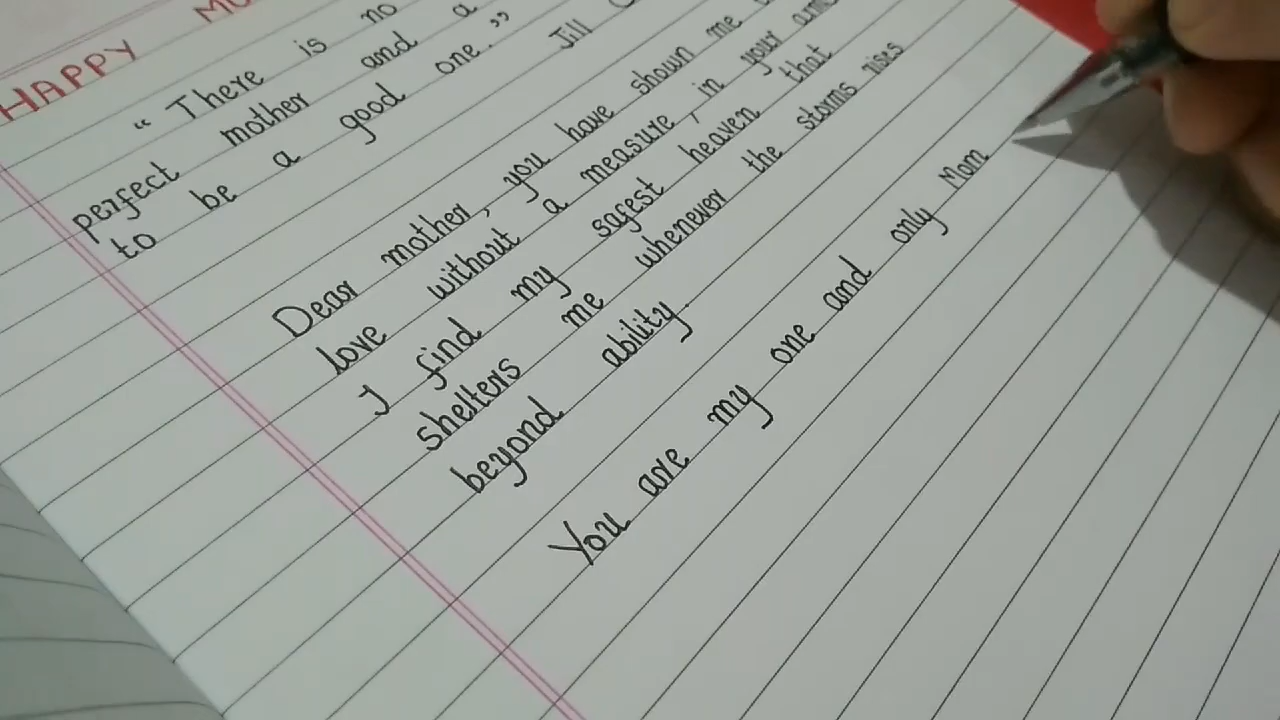 HAPPY
" There is no
perfect mother and a
to be a good one."
Jill
Dear mother, you have shown me
love without a measure, in your
I find my safest heaven that
shelters me whenever the storms rises
beyond ability.
You are my one and only Mom